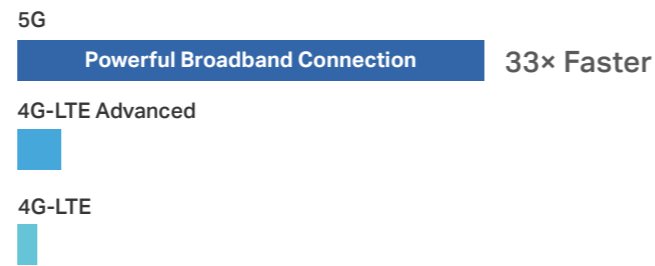 5G
Powerful Broadband Connection
33× Faster
4G-LTE Advanced
4G-LTE